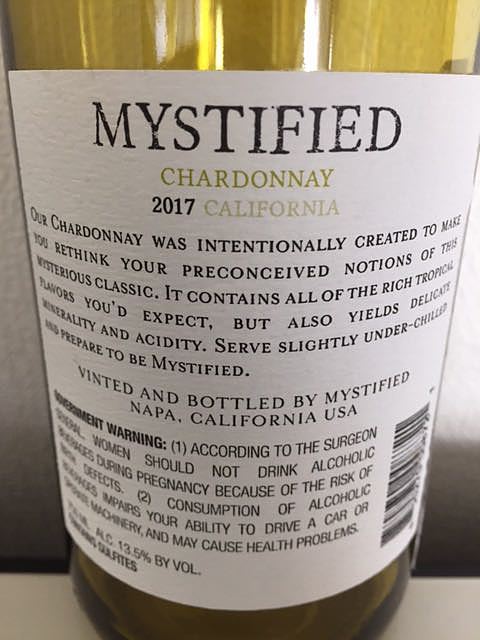 MYSTIFIED
CHARDONNAY
2017 CALIFORNIA
OUR CHARDONNAY WAS INTENTIONALLY CREATED TO MAKE
YOU RETHINK YOUR PRECONCEIVED NOTIONS OF THIS
MYSTERIOUS CLASSIC. IT CONTAINS ALL OF THE RICH TROPICAL
FLAVORS YOU'D EXPECT, BUT ALSO YIELDS DELICATE
MINERALITY AND ACIDITY. SERVE SLIGHTLY UNDER-CHILLED
AND PREPARE TO BE MYSTIFIED.
VINTED AND BOTTLED BY MYSTIFIED
NAPA, CALIFORNIA USA
GOVERNMENT WARNING: (1) ACCORDING TO THE SURGEON
GENERAL, WOMEN SHOULD NOT DRINK ALCOHOLIC
BEVERAGES DURING PREGNANCY BECAUSE OF THE RISK OF
BIRTH DEFECTS. (2) CONSUMPTION OF ALCOHOLIC
BEVERAGES IMPAIRS YOUR ABILITY TO DRIVE A CAR OR
OPERATE MACHINERY, AND MAY CAUSE HEALTH PROBLEMS.
ALC. 13.5% BY VOL.
SULFITES